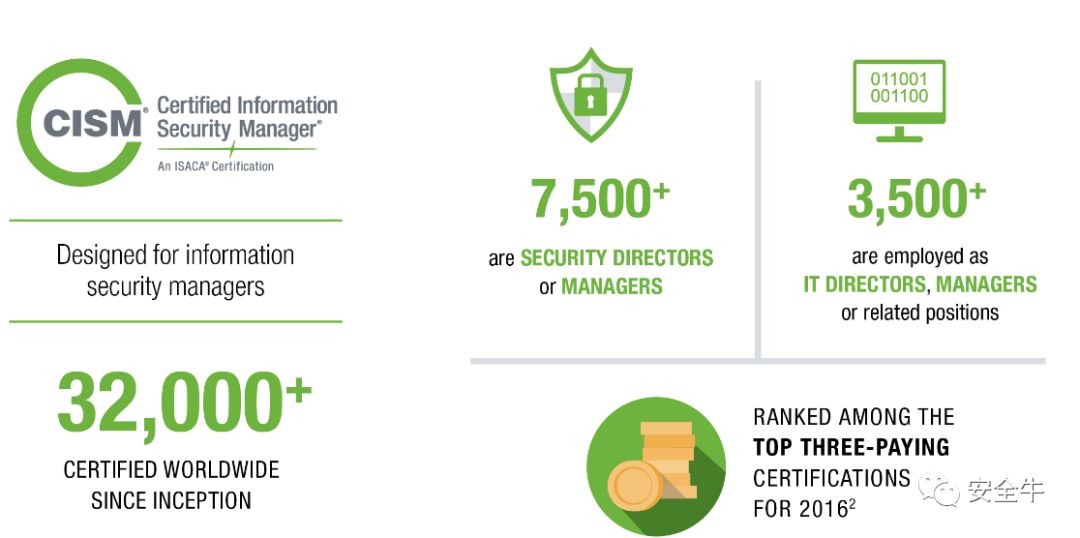 CISM®
Certified Information
Security Manager®
An ISACA® Certification
Designed for information
security managers
32,000+
CERTIFIED WORLDWIDE
SINCE INCEPTION
7,500+
are SECURITY DIRECTORS
or MANAGERS
011001
001100
3,500+
are employed as
IT DIRECTORS, MANAGERS
or related positions
RANKED AMONG THE
TOP THREE-PAYING
CERTIFICATIONS
FOR 2016²
安全牛